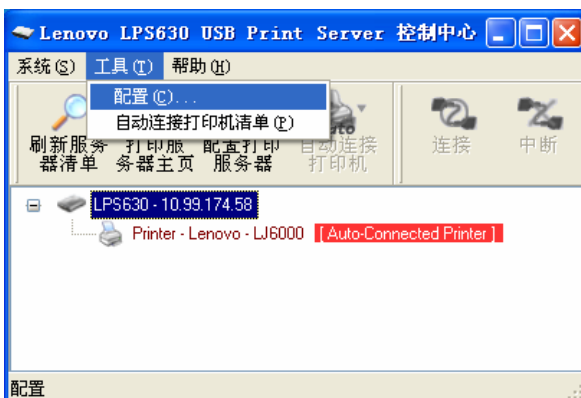 Lenovo LPS630 USB Print Server 控制中心
系统(S) 工具(T) 帮助(H)
配置(C)...
自动连接打印机清单(P)
刷新服务器清单
打印服务器主页
配置打印服务器
自动连接打印机
连接
中断
LPS630 - 10.99.174.58
Printer - Lenovo - LJ6000 [ Auto-Connected Printer ]
配置